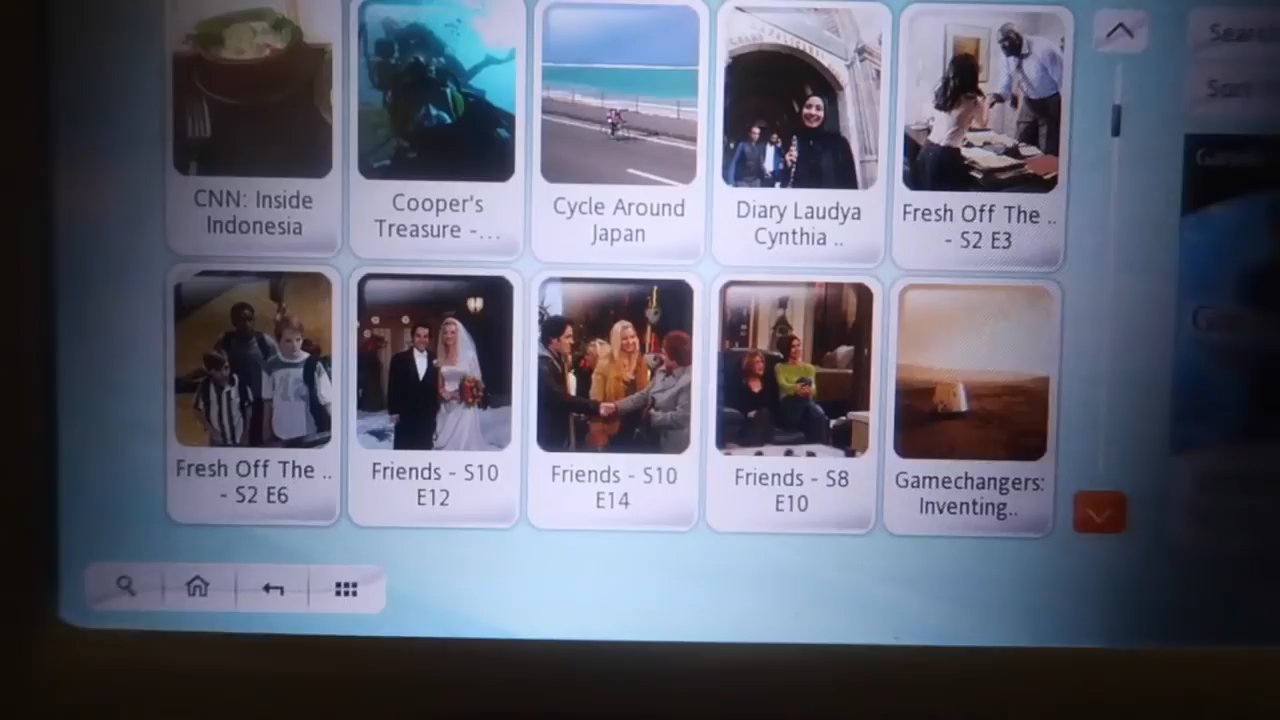 CNN: Inside
Indonesia
Cooper's
Treasure -...
Cycle Around
Japan
Diary Laudya
Cynthia ..
Fresh Off The ..
- S2 E3
Fresh Off The ..
- S2 E6
Friends - S10
E12
Friends - S10
E14
Friends - S8
E10
Gamechangers:
Inventing..